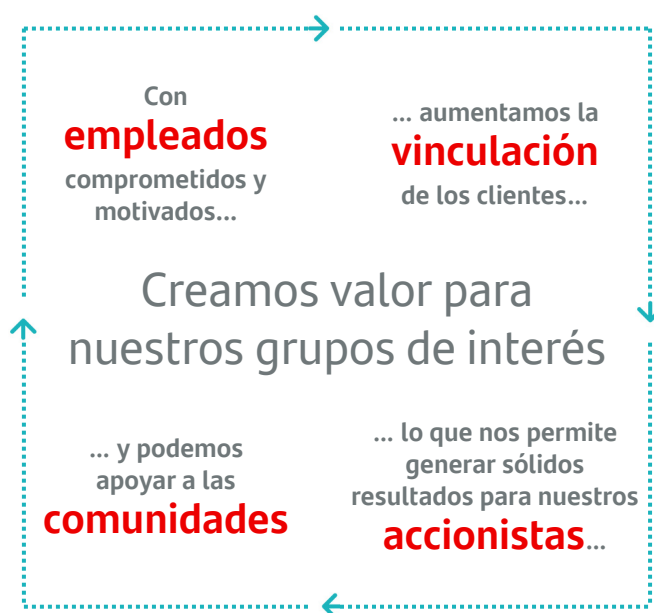 Con
empleados
comprometidos y
motivados...
... aumentamos la
vinculación
de los clientes...
Creamos valor para
nuestros grupos de interés
... y podemos
apoyar a las
comunidades
... lo que nos permite
generar sólidos
resultados para nuestros
accionistas...